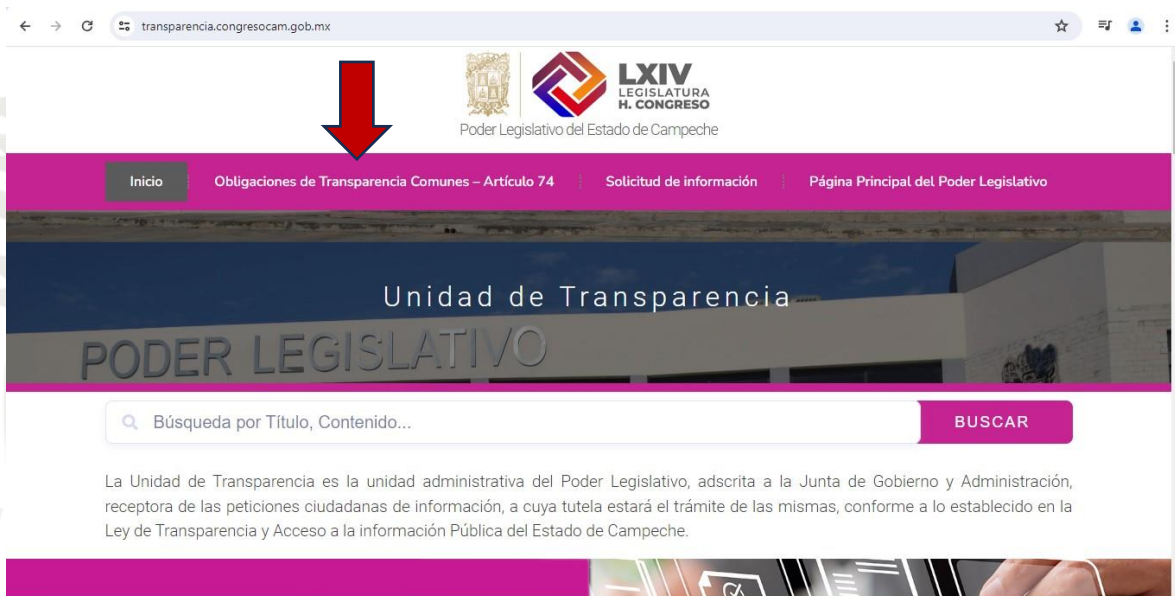 transparencia.congresocam.gob.mx
LXIV
LEGISLATURA
H. CONGRESO
Poder Legislativo del Estado de Campeche
Inicio Obligaciones de Transparencia Comunes – Artículo 74 Solicitud de información Página Principal del Poder Legislativo
Unidad de Transparencia
PODER LEGISLATIVO
Búsqueda por Título, Contenido... BUSCAR
La Unidad de Transparencia es la unidad administrativa del Poder Legislativo, adscrita a la Junta de Gobierno y Administración,
receptora de las peticiones ciudadanas de información, a cuya tutela estará el trámite de las mismas, conforme a lo establecido en la
Ley de Transparencia y Acceso a la información Pública del Estado de Campeche.